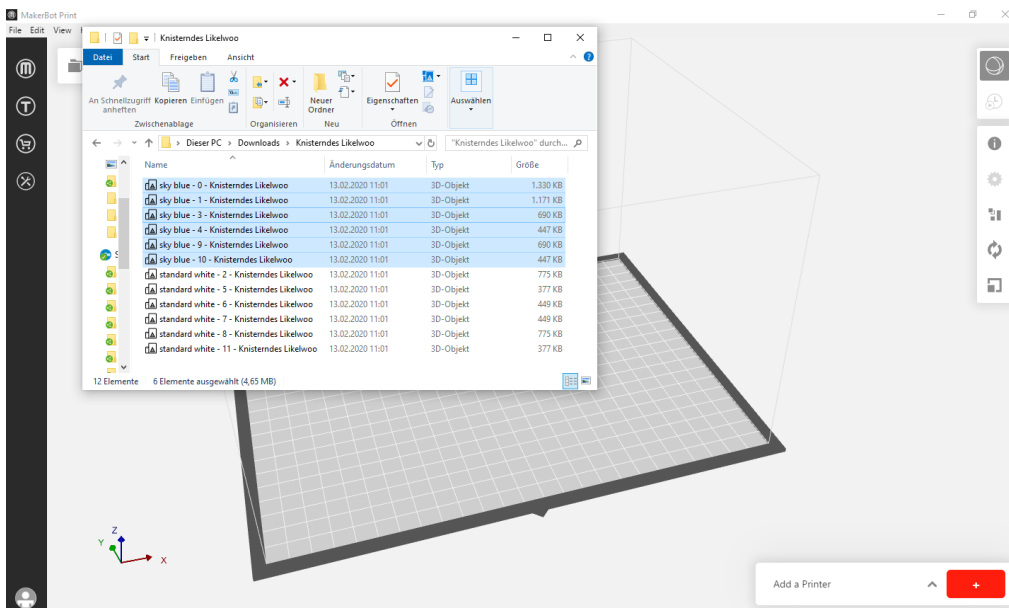 MakerBot Print
File Edit View
Knisterndes Likelwoo
Datei Start Freigeben Ansicht
An Schnellzugriff anheften Kopieren Einfügen Neuer Ordner Eigenschaften Auswählen
Zwischenablage Organisieren Neu Öffnen
Dieser PC > Downloads > Knisterndes Likelwoo "Knisterndes Likelwoo" durch...
Name Änderungsdatum Typ Größe
sky blue - 0 - Knisterndes Likelwoo 13.02.2020 11:01 3D-Objekt 1.330 KB
sky blue - 1 - Knisterndes Likelwoo 13.02.2020 11:01 3D-Objekt 1.171 KB
sky blue - 3 - Knisterndes Likelwoo 13.02.2020 11:01 3D-Objekt 690 KB
sky blue - 4 - Knisterndes Likelwoo 13.02.2020 11:01 3D-Objekt 447 KB
sky blue - 9 - Knisterndes Likelwoo 13.02.2020 11:01 3D-Objekt 690 KB
sky blue - 10 - Knisterndes Likelwoo 13.02.2020 11:01 3D-Objekt 447 KB
standard white - 2 - Knisterndes Likelwoo 13.02.2020 11:01 3D-Objekt 775 KB
standard white - 5 - Knisterndes Likelwoo 13.02.2020 11:01 3D-Objekt 377 KB
standard white - 6 - Knisterndes Likelwoo 13.02.2020 11:01 3D-Objekt 449 KB
standard white - 7 - Knisterndes Likelwoo 13.02.2020 11:01 3D-Objekt 449 KB
standard white - 8 - Knisterndes Likelwoo 13.02.2020 11:01 3D-Objekt 775 KB
standard white - 11 - Knisterndes Likelwoo 13.02.2020 11:01 3D-Objekt 377 KB
12 Elemente 6 Elemente ausgewählt (4,65 MB)
Z
Y
X
Add a Printer